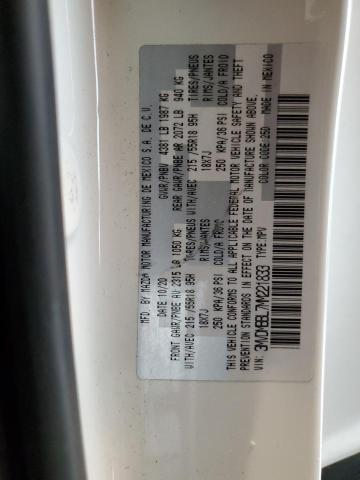 MFD. BY MAZDA MOTOR MANUFACTURING DE MEXICO S.A. DE C.V.
10/20 GVWR/PNBV 4381 LB 1987 KG
FRONT GAWR/PNBE AV 2315 LB 1050 KG REAR GAWR/PNBE AR 2072 LB 940 KG
TIRES/PNEUS TIRES/PNEUS
WITH/AVEC 215 /55R18 95H WITH/AVEC 215 /55R18 95H
RIMS/JANTES RIMS/JANTES
18X7J 18X7J
COLD/A FROID COLD/A FROID
250 KPA/36 PSI 250 KPA/36 PSI
THIS VEHICLE CONFORMS TO ALL APPLICABLE FEDERAL MOTOR VEHICLE SAFETY AND THEFT
PREVENTION STANDARDS IN EFFECT ON THE DATE OF MANUFACTURE SHOWN ABOVE.
VIN: TYPE:MPV COLOR CODE:25D MADE IN MEXICO